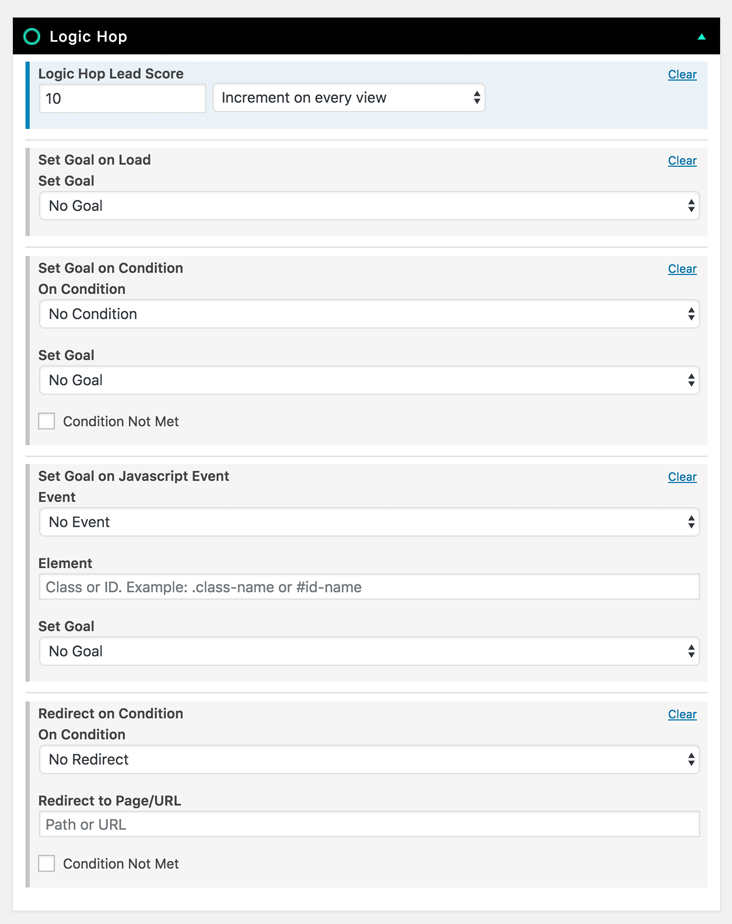 Logic Hop
Logic Hop Lead Score Clear
10 Increment on every view
Set Goal on Load Clear
Set Goal
No Goal
Set Goal on Condition Clear
On Condition
No Condition
Set Goal
No Goal
Condition Not Met
Set Goal on Javascript Event Clear
Event
No Event
Element
Class or ID. Example: .class-name or #id-name
Set Goal
No Goal
Redirect on Condition Clear
On Condition
No Redirect
Redirect to Page/URL
Path or URL
Condition Not Met